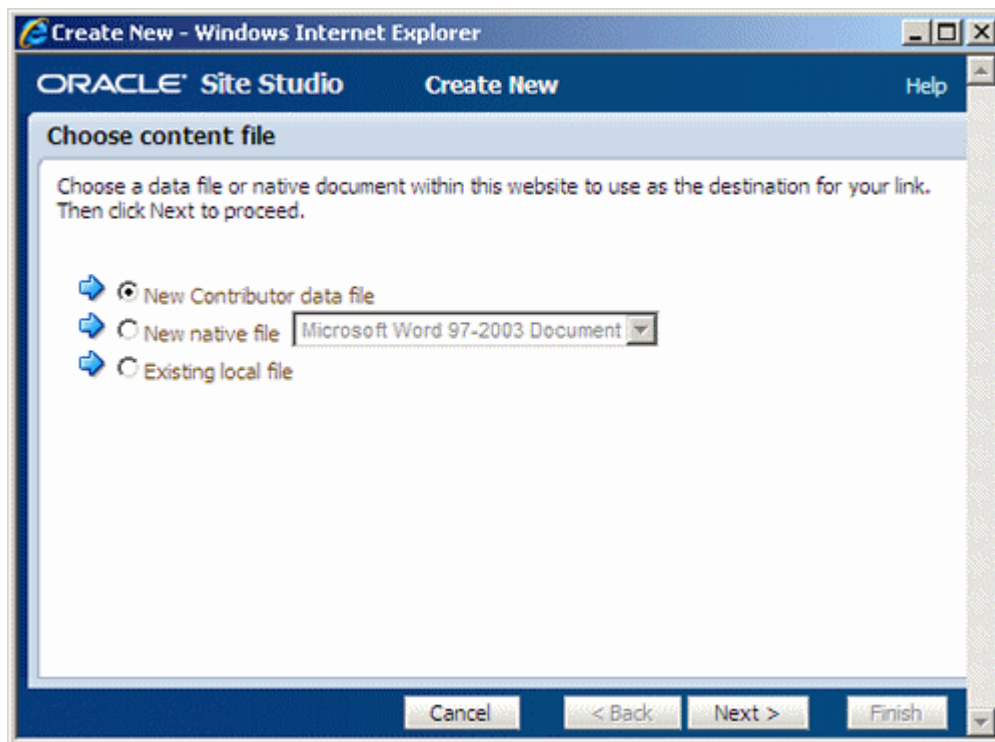 Create New - Windows Internet Explorer
ORACLE Site Studio Create New Help
Choose content file
Choose a data file or native document within this website to use as the destination for your link.
Then click Next to proceed.
New Contributor data file
New native file Microsoft Word 97-2003 Document
Existing local file
Cancel < Back Next > Finish